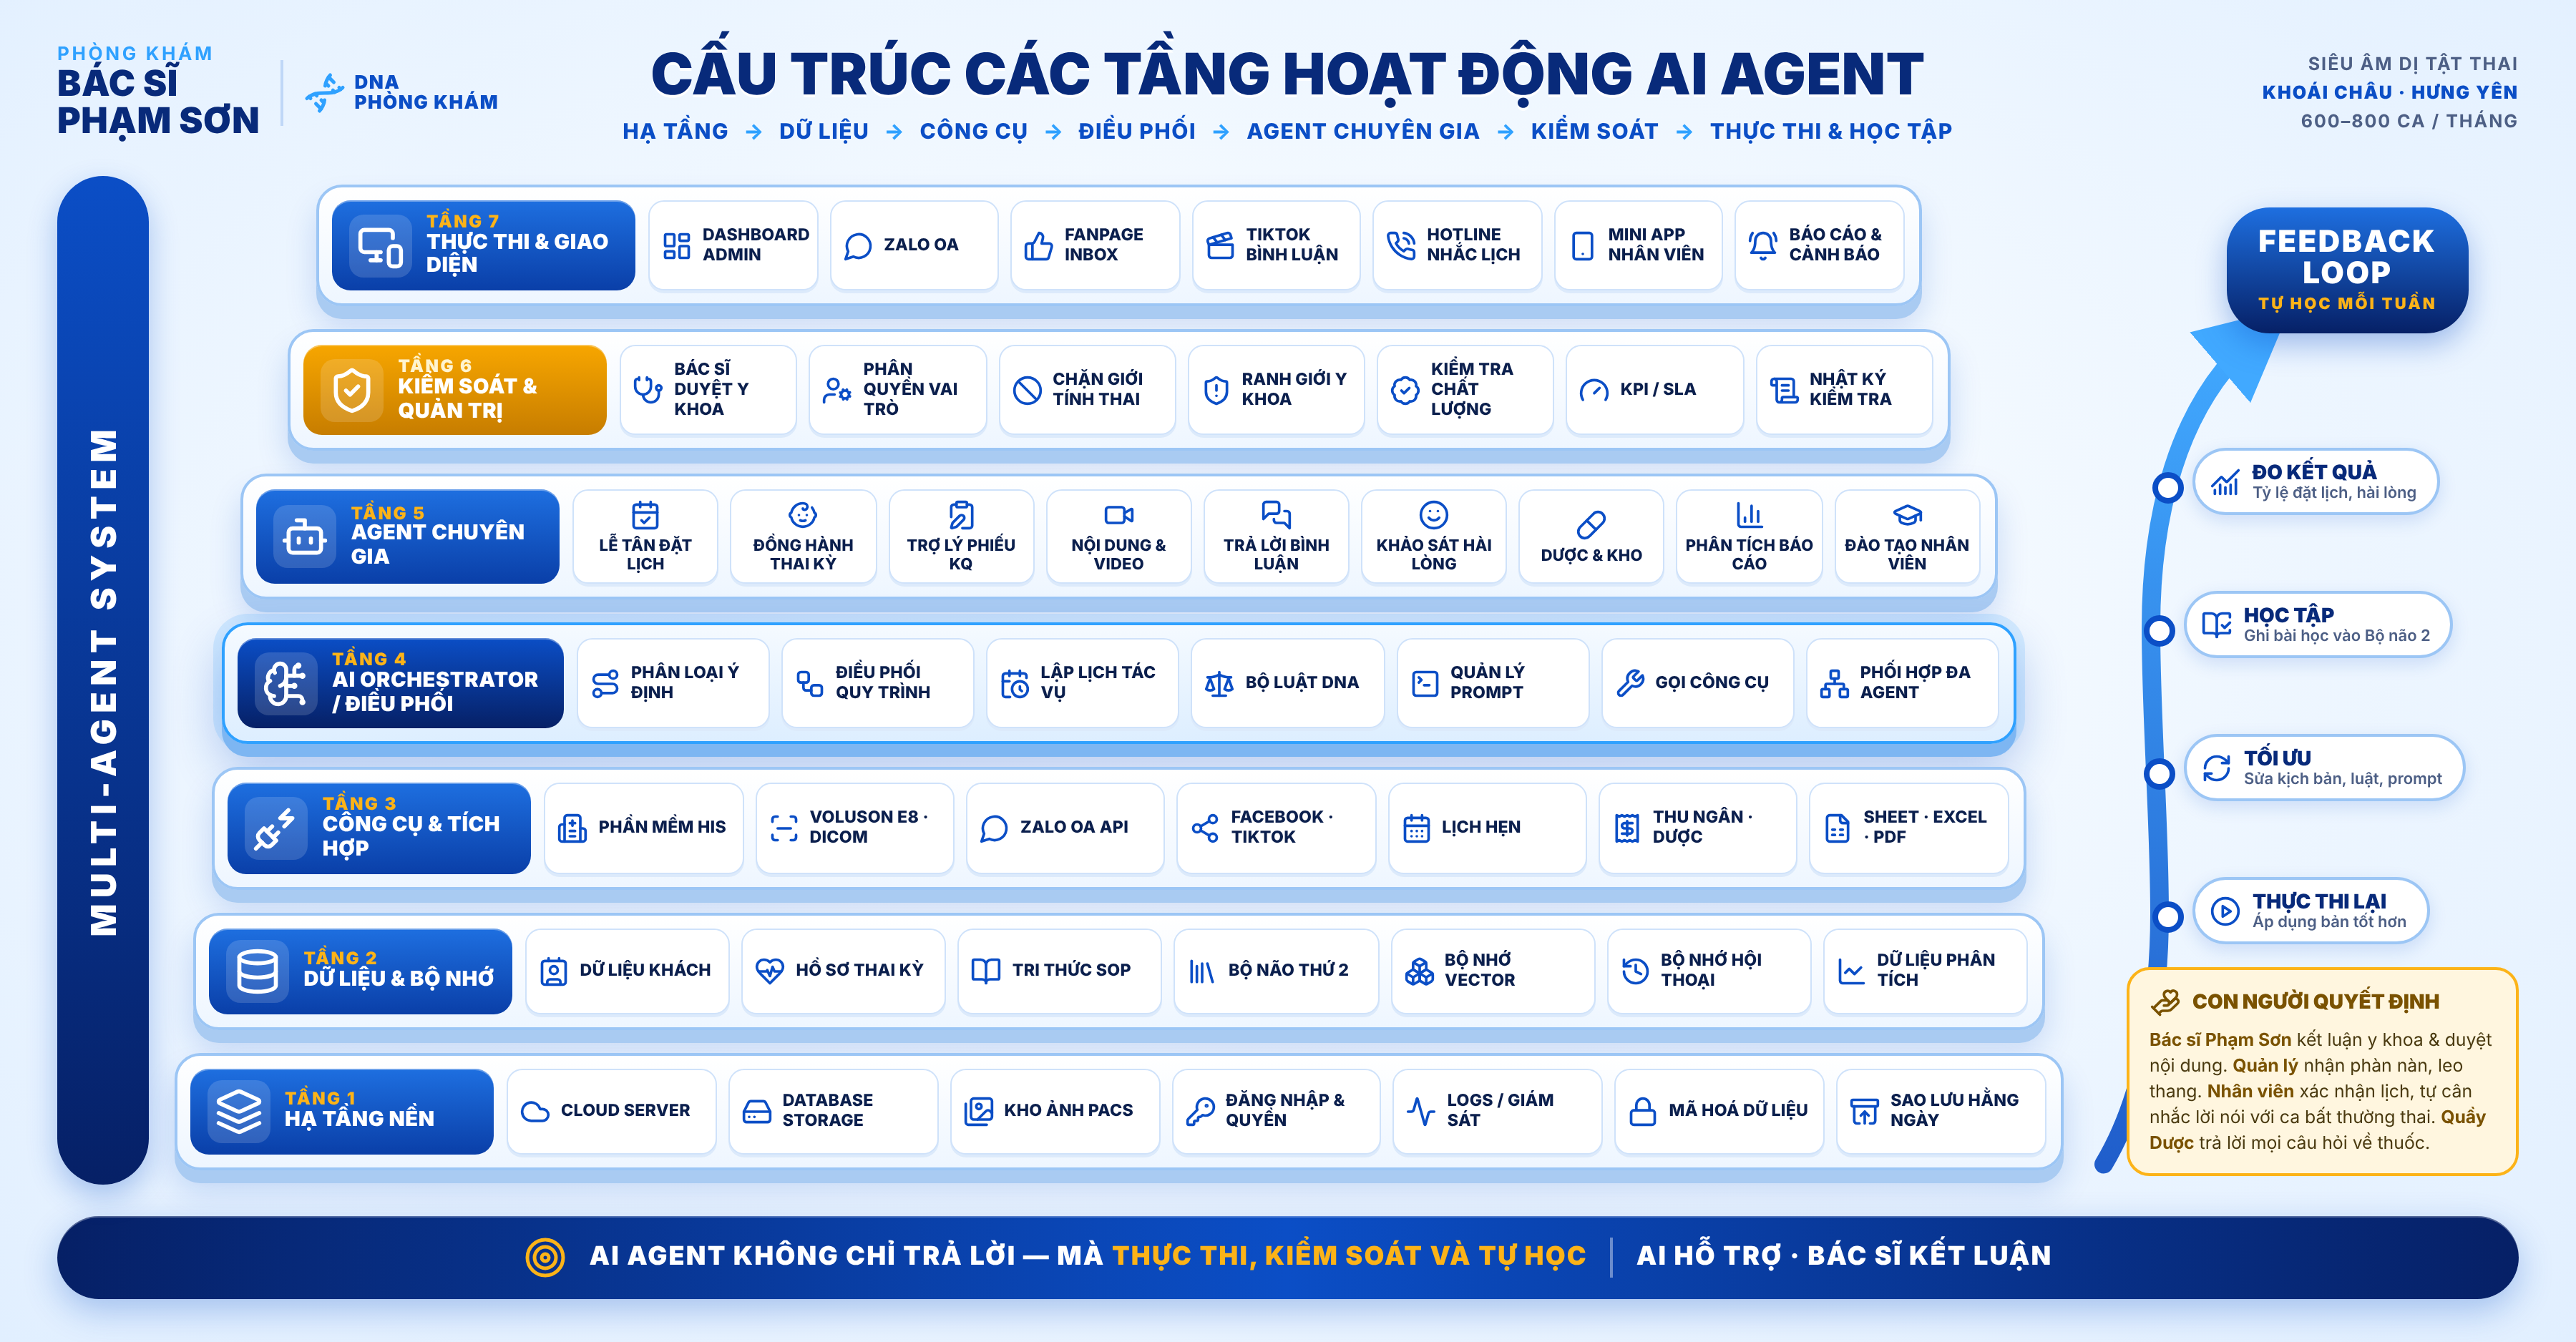 PHÒNG KHÁM
BÁC SĨ
PHẠM SƠN
DNA
PHÒNG KHÁM
CẤU TRÚC CÁC TẦNG HOẠT ĐỘNG AI AGENT
HẠ TẦNG → DỮ LIỆU → CÔNG CỤ → ĐIỀU PHỐI → AGENT CHUYÊN GIA → KIỂM SOÁT → THỰC THI & HỌC TẬP
SIÊU ÂM DỊ TẬT THAI
KHOÁI CHÂU · HƯNG YÊN
600–800 CA / THÁNG
MULTI-AGENT SYSTEM
TẦNG 7
THỰC THI & GIAO
DIỆN
DASHBOARD
ADMIN
ZALO OA
FANPAGE
INBOX
TIKTOK
BÌNH LUẬN
HOTLINE
NHẮC LỊCH
MINI APP
NHÂN VIÊN
BÁO CÁO &
CẢNH BÁO
TẦNG 6
KIỂM SOÁT &
QUẢN TRỊ
BÁC SĨ
DUYỆT Y
KHOA
PHÂN
QUYỀN VAI
TRÒ
CHẶN GIỚI
TÍNH THAI
RANH GIỚI Y
KHOA
KIỂM TRA
CHẤT
LƯỢNG
KPI / SLA
NHẬT KÝ
KIỂM TRA
TẦNG 5
AGENT CHUYÊN
GIA
LỄ TÂN ĐẶT
LỊCH
ĐỒNG HÀNH
THAI KỲ
TRỢ LÝ PHIẾU
KQ
NỘI DUNG &
VIDEO
TRẢ LỜI BÌNH
LUẬN
KHẢO SÁT HÀI
LÒNG
DƯỢC & KHO
PHÂN TÍCH BÁO
CÁO
ĐÀO TẠO NHÂN
VIÊN
TẦNG 4
AI ORCHESTRATOR
/ ĐIỀU PHỐI
PHÂN LOẠI Ý
ĐỊNH
ĐIỀU PHỐI
QUY TRÌNH
LẬP LỊCH TÁC
VỤ
BỘ LUẬT DNA
QUẢN LÝ
PROMPT
GỌI CÔNG CỤ
PHỐI HỢP ĐA
AGENT
TẦNG 3
CÔNG CỤ & TÍCH
HỢP
PHẦN MỀM HIS
VOLUSON E8 ·
DICOM
ZALO OA API
FACEBOOK ·
TIKTOK
LỊCH HẸN
THU NGÂN ·
DƯỢC
SHEET · EXCEL
· PDF
TẦNG 2
DỮ LIỆU & BỘ NHỚ
DỮ LIỆU KHÁCH
HỒ SƠ THAI KỲ
TRI THỨC SOP
BỘ NÃO THỨ 2
BỘ NHỚ
VECTOR
BỘ NHỚ HỘI
THOẠI
DỮ LIỆU PHÂN
TÍCH
TẦNG 1
HẠ TẦNG NỀN
CLOUD SERVER
DATABASE
STORAGE
KHO ẢNH PACS
ĐĂNG NHẬP &
QUYỀN
LOGS / GIÁM
SÁT
MÃ HOÁ DỮ LIỆU
SAO LƯU HẰNG
NGÀY
FEEDBACK
LOOP
TỰ HỌC MỖI TUẦN
ĐO KẾT QUẢ
Tỷ lệ đặt lịch, hài lòng
HỌC TẬP
Ghi bài học vào Bộ não 2
TỐI ƯU
Sửa kịch bản, luật, prompt
THỰC THI LẠI
Áp dụng bản tốt hơn
CON NGƯỜI QUYẾT ĐỊNH
Bác sĩ Phạm Sơn kết luận y khoa & duyệt
nội dung. Quản lý nhận phàn nàn, leo
thang. Nhân viên xác nhận lịch, tự cân
nhắc lời nói với ca bất thường thai. Quầy
Dược trả lời mọi câu hỏi về thuốc.
AI AGENT KHÔNG CHỈ TRẢ LỜI — MÀ THỰC THI, KIỂM SOÁT VÀ TỰ HỌC | AI HỖ TRỢ · BÁC SĨ KẾT LUẬN